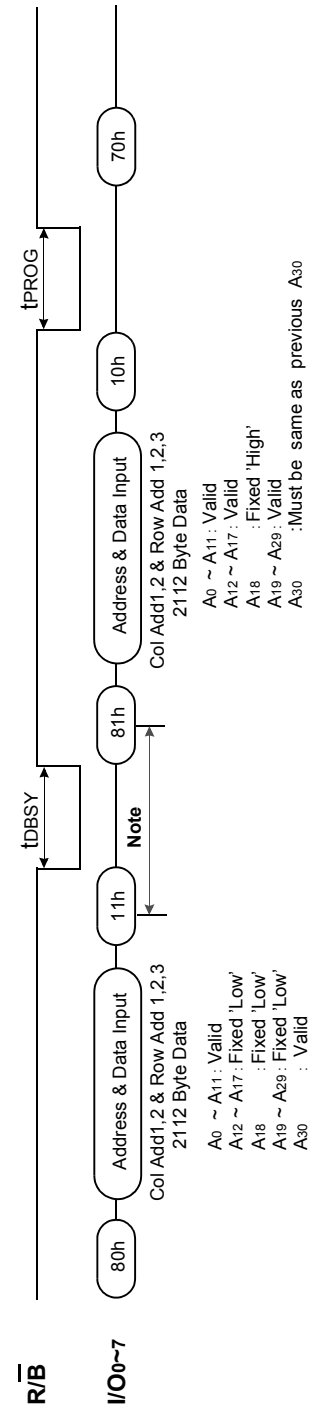 R/B
tDBSY
tPROG
I/O0~7
80h
Address & Data Input
11h
81h
Address & Data Input
10h
70h
Note
Col Add1,2 & Row Add 1,2,3
2112 Byte Data
A0 ~ A11 : Valid
A12 ~ A17 : Fixed 'Low'
A18 : Fixed 'Low'
A19 ~ A29 : Fixed 'Low'
A30 : Valid
Col Add1,2 & Row Add 1,2,3
2112 Byte Data
A0 ~ A11 : Valid
A12 ~ A17 : Valid
A18 : Fixed 'High'
A19 ~ A29 : Valid
A30 :Must be same as previous A30